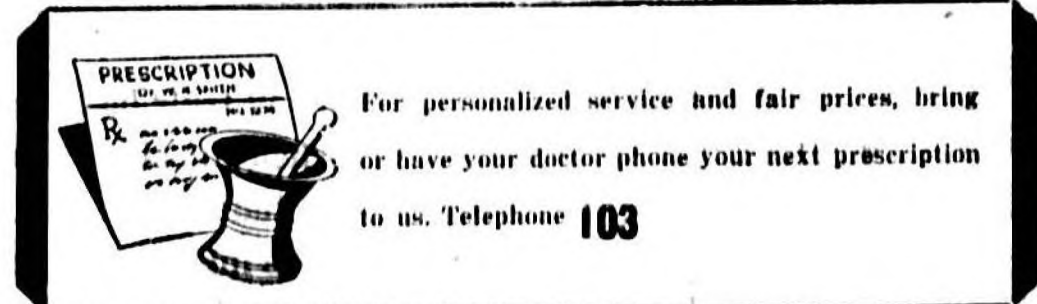 PRESCRIPTION
Rx
For personalized service and fair prices, bring
or have your doctor phone your next prescription
to us. Telephone 103